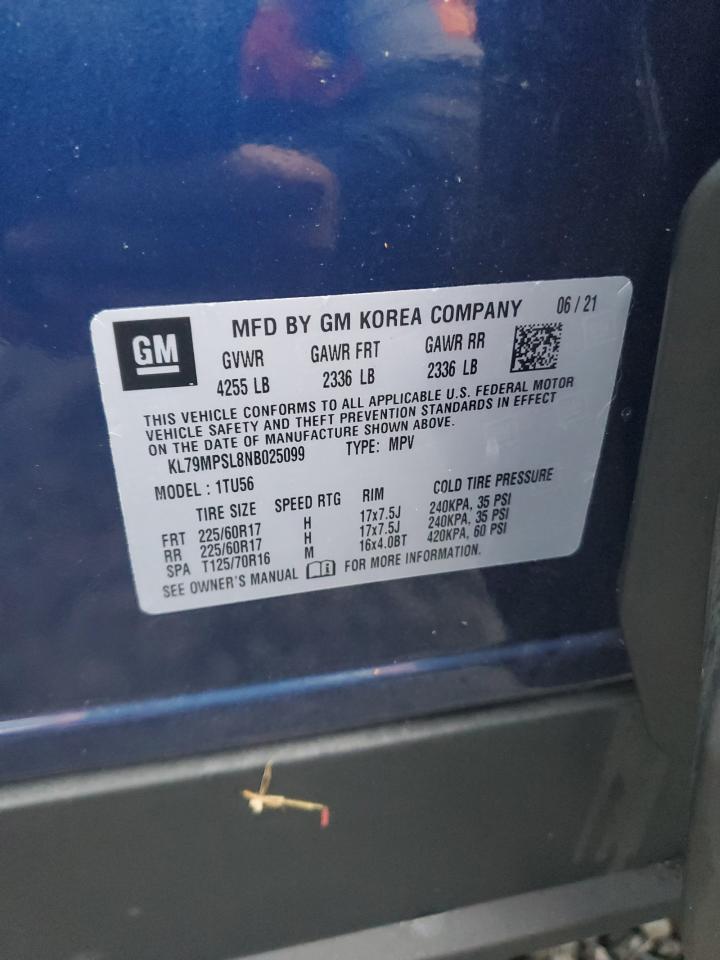 GM
MFD BY GM KOREA COMPANY 06 / 21
GVWR GAWR FRT GAWR RR
4255 LB 2336 LB 2336 LB
THIS VEHICLE CONFORMS TO ALL APPLICABLE U.S. FEDERAL MOTOR
VEHICLE SAFETY AND THEFT PREVENTION STANDARDS IN EFFECT
ON THE DATE OF MANUFACTURE SHOWN ABOVE.
KL79MPSL8NB025099 TYPE: MPV
MODEL : 1TU56
TIRE SIZE SPEED RTG RIM COLD TIRE PRESSURE
FRT 225/60R17 H 17x7.5J 240KPA, 35 PSI
RR 225/60R17 H 17x7.5J 240KPA, 35 PSI
SPA T125/70R16 M 16x4.0BT 420KPA, 60 PSI
SEE OWNER'S MANUAL FOR MORE INFORMATION.